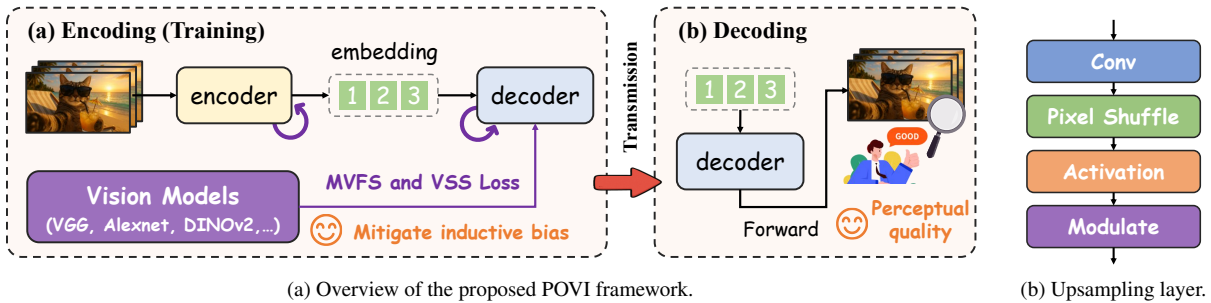 (a) Encoding (Training)
embedding
encoder
1 2 3
decoder
MVFS and VSS Loss
Vision Models
(VGG, Alexnet, DINOv2,...)
Mitigate inductive bias
Transmission
(b) Decoding
1 2 3
decoder
GOOD
Forward
Perceptual
quality
Conv
Pixel Shuffle
Activation
Modulate
(a) Overview of the proposed POVI framework.
(b) Upsampling layer.